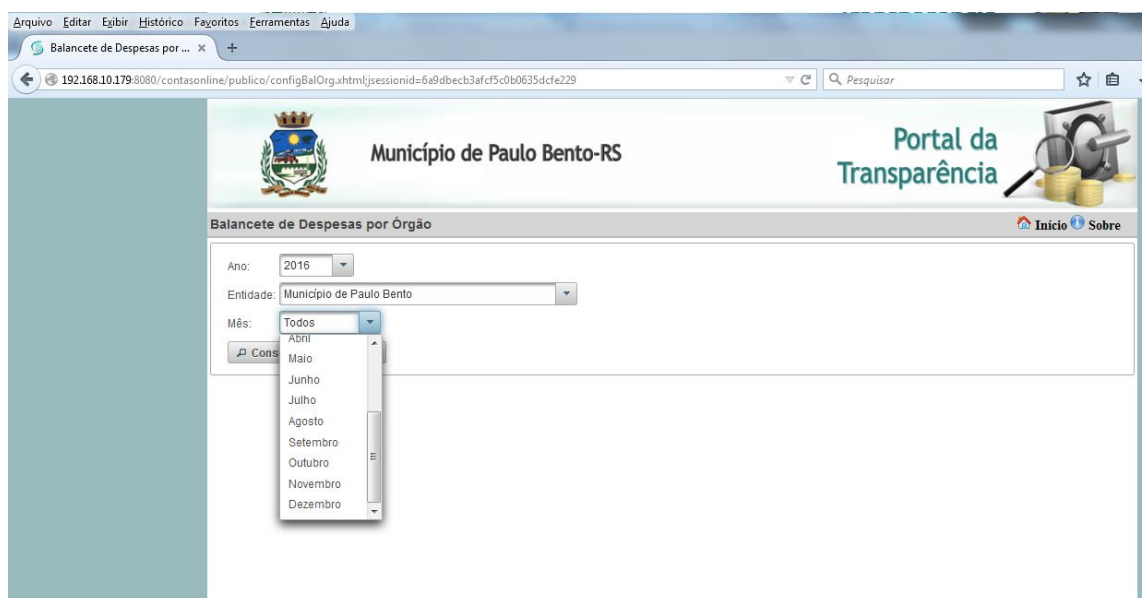 Arquivo Editar Exibir Histórico Favoritos Ferramentas Ajuda
Balancete de Despesas por ... × +
192.168.10.179:8080/contasonline/publico/configBalOrg.xhtml;jsessionid=6a9dbecb3afcf5c0b0635dcfe229 Pesquisar
Município de Paulo Bento-RS
Portal da
Transparência
Balancete de Despesas por Órgão Início Sobre
Ano: 2016
Entidade: Município de Paulo Bento
Mês: Todos
Abril
Cons
Maio
Junho
Julho
Agosto
Setembro
Outubro
Novembro
Dezembro